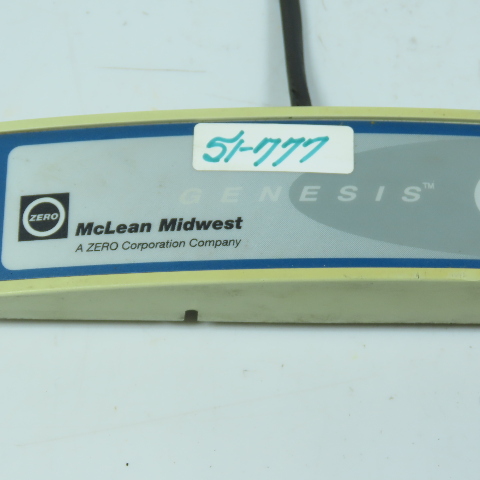 51-777
GENESIS™
ZERO
McLean Midwest
A ZERO Corporation Company